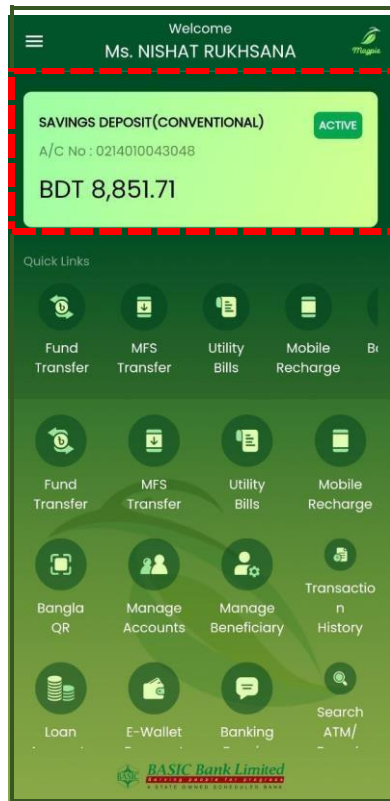 Welcome
Ms. NISHAT RUKHSANA
Magpie
SAVINGS DEPOSIT(CONVENTIONAL)
ACTIVE
A/C No : 0214010043048
BDT 8,851.71
Quick Links
Fund
Transfer
MFS
Transfer
Utility
Bills
Mobile
Recharge
Fund
Transfer
MFS
Transfer
Utility
Bills
Mobile
Recharge
Bangla
QR
Manage
Accounts
Manage
Beneficiary
Transactio
n
History
Loan
E-Wallet
Banking
Search
ATM/
BASIC
BASIC Bank Limited
Serving people for progress
A STATE OWNED SCHEDULED BANK